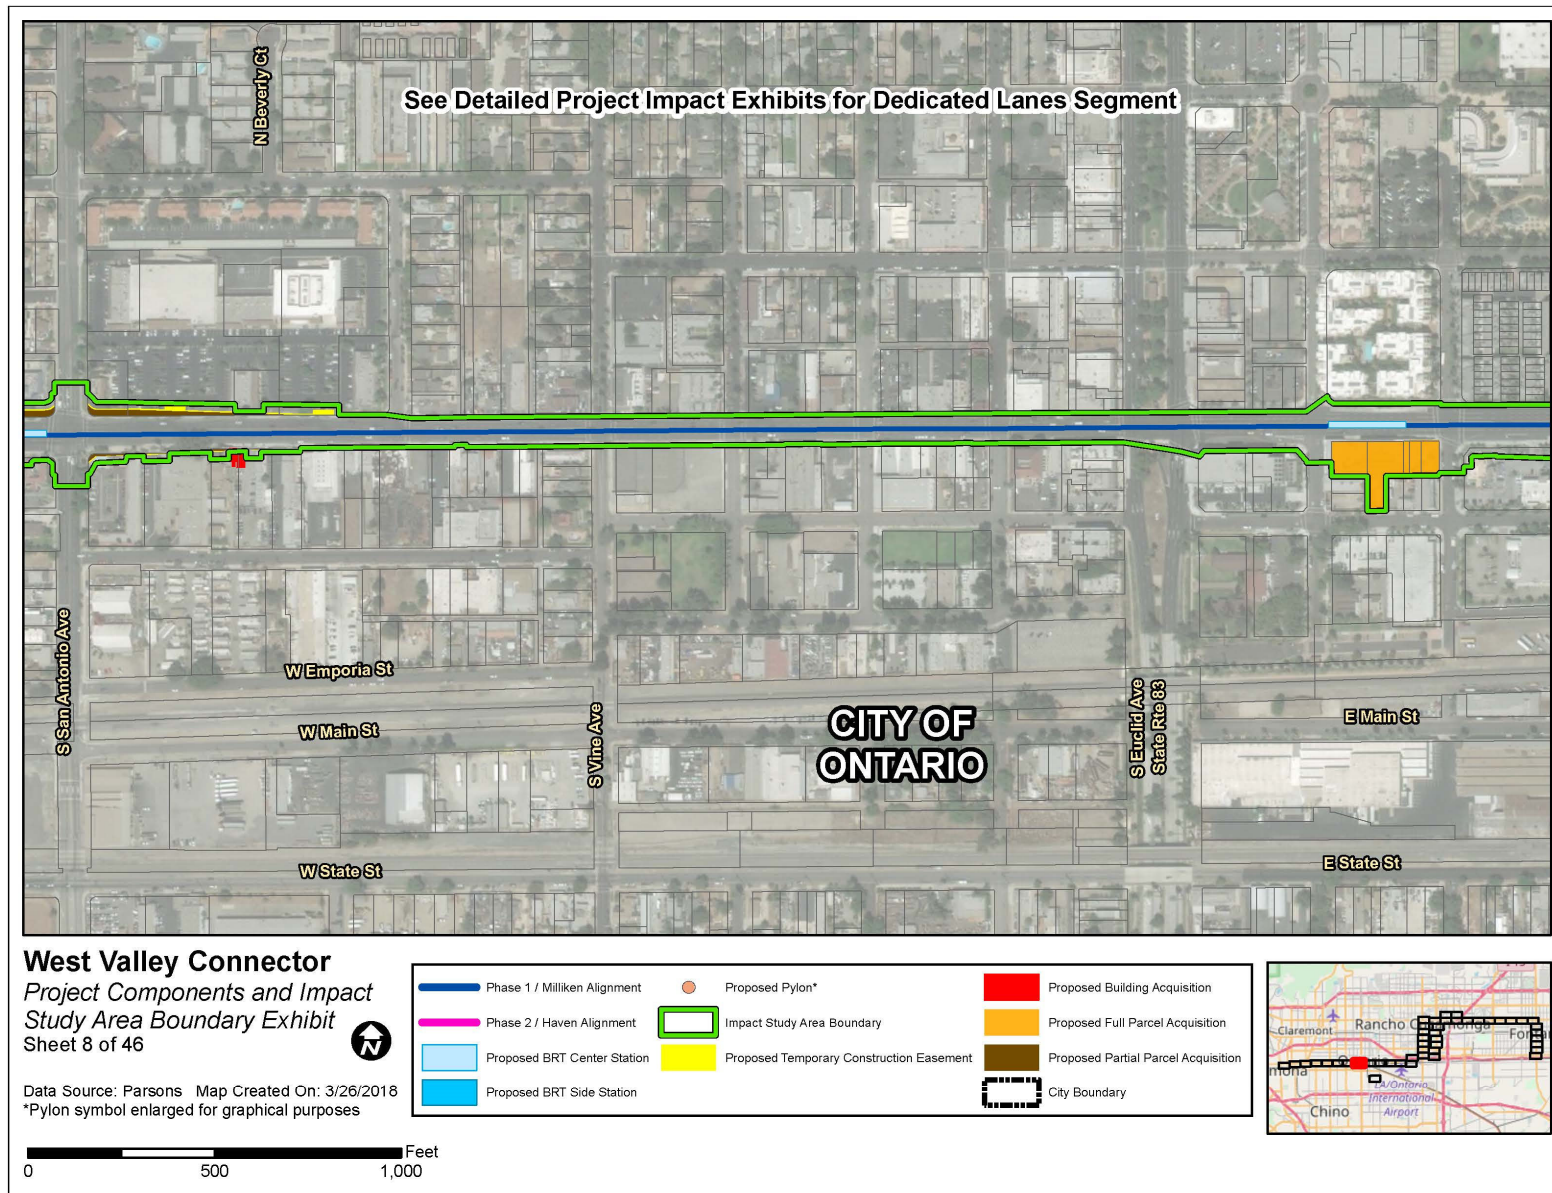 N Beverly Ct
See Detailed Project Impact Exhibits for Dedicated Lanes Segment
S San Antonio Ave
W Emporia St
W Main St
S Vine Ave
CITY OF
ONTARIO
S Euclid Ave
State Rte 83
E Main St
W State St
E State St
West Valley Connector
Project Components and Impact
Study Area Boundary Exhibit
Sheet 8 of 46
N
Data Source: Parsons Map Created On: 3/26/2018
*Pylon symbol enlarged for graphical purposes
0 500 1,000 Feet
Phase 1 / Milliken Alignment
Phase 2 / Haven Alignment
Proposed BRT Center Station
Proposed BRT Side Station
Proposed Pylon*
Impact Study Area Boundary
Proposed Temporary Construction Easement
Proposed Building Acquisition
Proposed Full Parcel Acquisition
Proposed Partial Parcel Acquisition
City Boundary
Claremont
Rancho
LA/Ontario
International
Airport
Chino